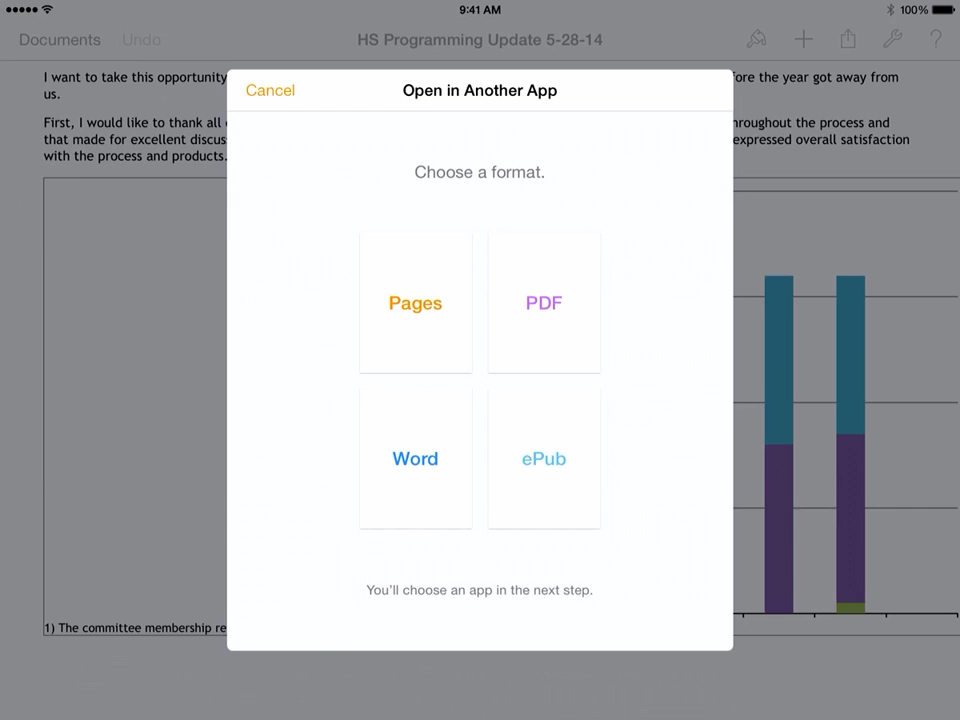 9:41 AM
100%
Documents Undo HS Programming Update 5-28-14 ?
I want to take this opportunity
fore the year got away from
us.
First, I would like to thank all
hroughout the process and
that made for excellent discus
expressed overall satisfaction
with the process and products.
Cancel Open in Another App
Choose a format.
Pages PDF
Word ePub
You'll choose an app in the next step.
1) The committee membership re